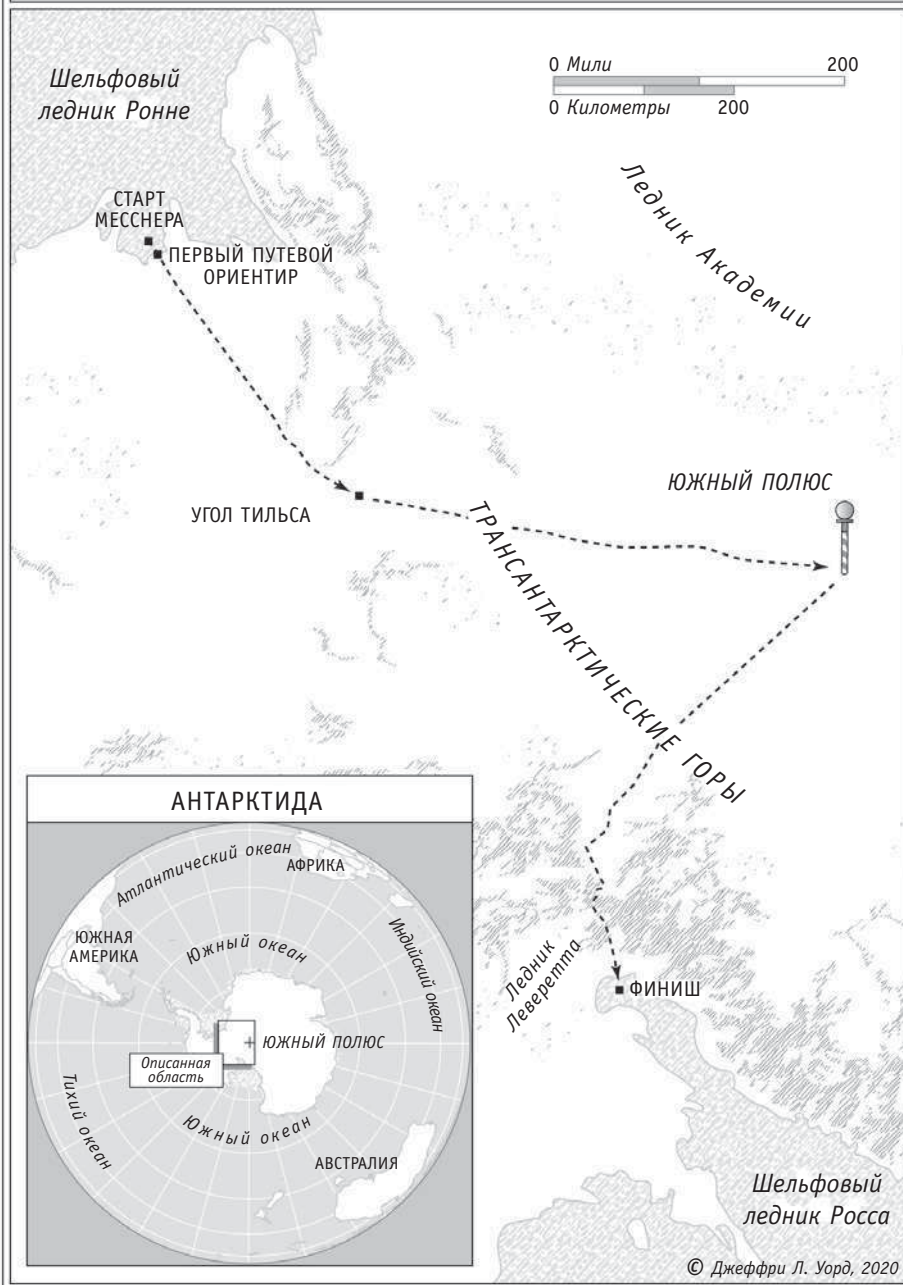 0 Мили 200
0 Километры 200
Шельфовый
ледник Ронне
Ледник Академии
СТАРТ
МЕССНЕРА
ПЕРВЫЙ ПУТЕВОЙ
ОРИЕНТИР
ЮЖНЫЙ ПОЛЮС
УГОЛ ТИЛЬСА
ТРАНСАНТАРКТИЧЕСКИЕ ГОРЫ
Ледник
Леверетта
ФИНИШ
Шельфовый
ледник Росса
АНТАРКТИДА
Атлантический океан
АФРИКА
Индийский океан
ЮЖНАЯ
АМЕРИКА
Южный океан
ЮЖНЫЙ ПОЛЮС
Описанная
область
Тихий океан
Южный океан
АВСТРАЛИЯ
© Джеффри Л. Уорд, 2020